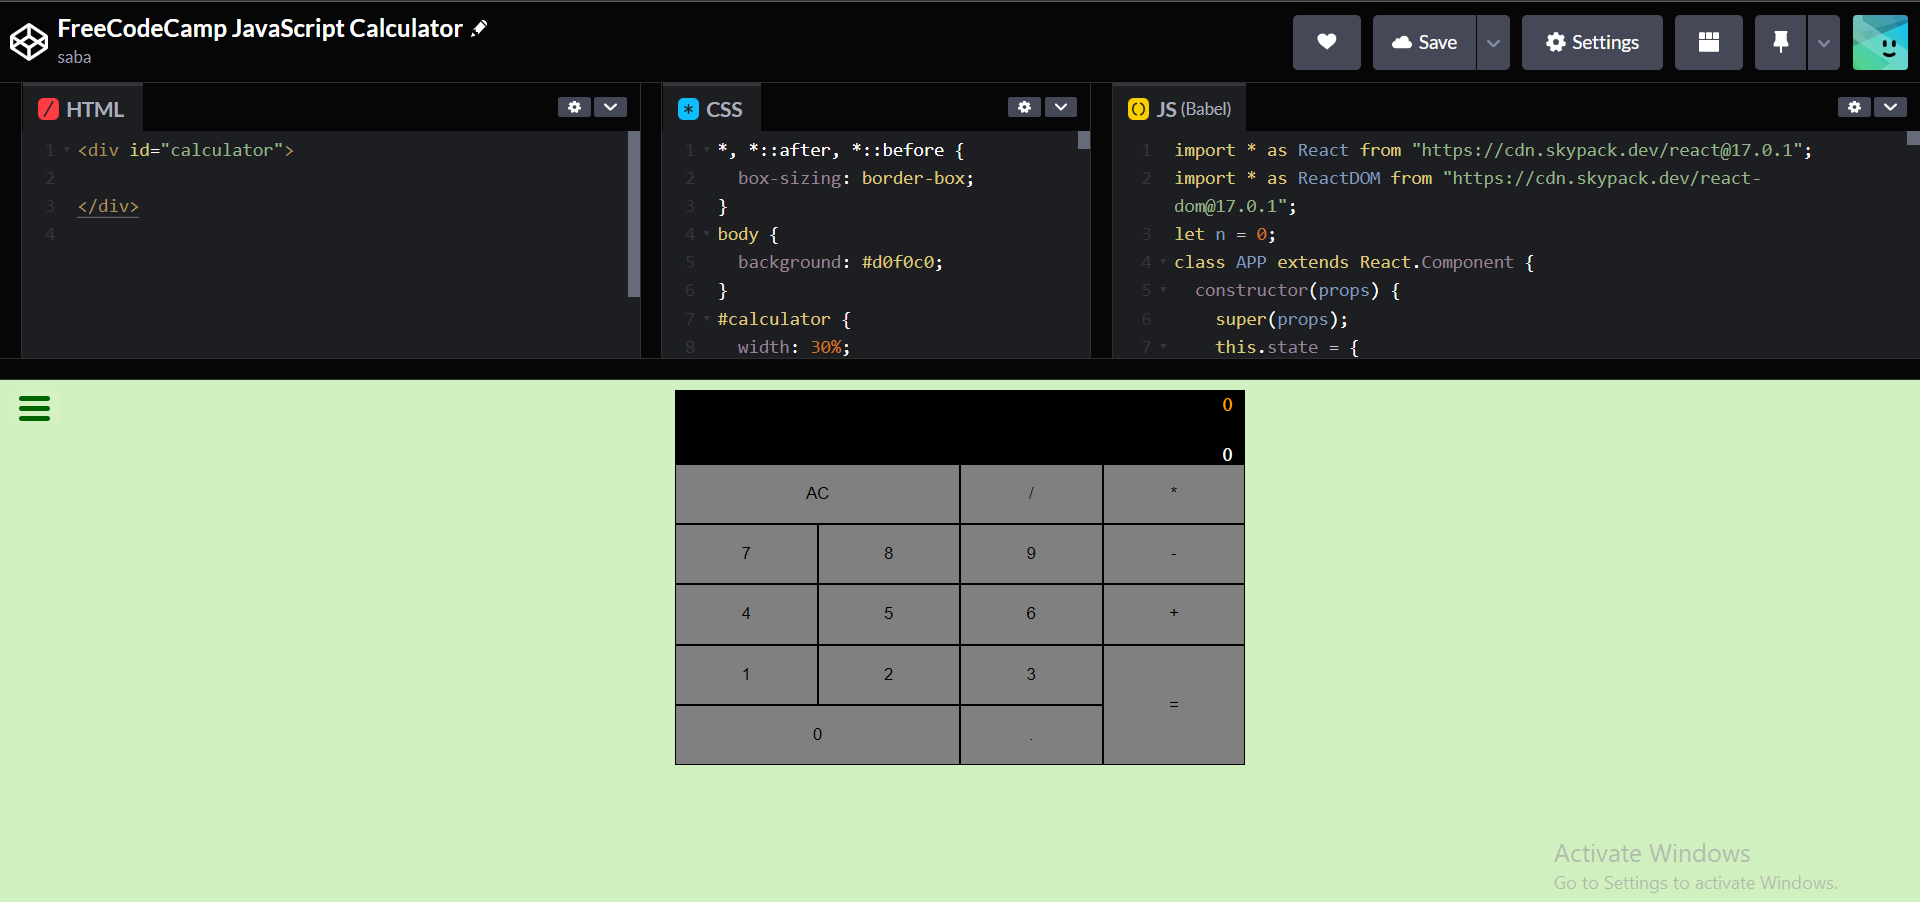 FreeCodeCamp JavaScript Calculator
saba
Save
Settings
HTML
1 <div id="calculator">
2
3 </div>
4
CSS
1 *, *::after, *::before {
2 box-sizing: border-box;
3 }
4 body {
5 background: #d0f0c0;
6 }
7 #calculator {
8 width: 30%;
JS (Babel)
1 import * as React from "https://cdn.skypack.dev/react@17.0.1";
2 import * as ReactDOM from "https://cdn.skypack.dev/react-
dom@17.0.1";
3 let n = 0;
4 class APP extends React.Component {
5 constructor(props) {
6 super(props);
7 this.state = {
0
0
AC / *
7 8 9 -
4 5 6 +
1 2 3
=
0 .
Activate Windows
Go to Settings to activate Windows.